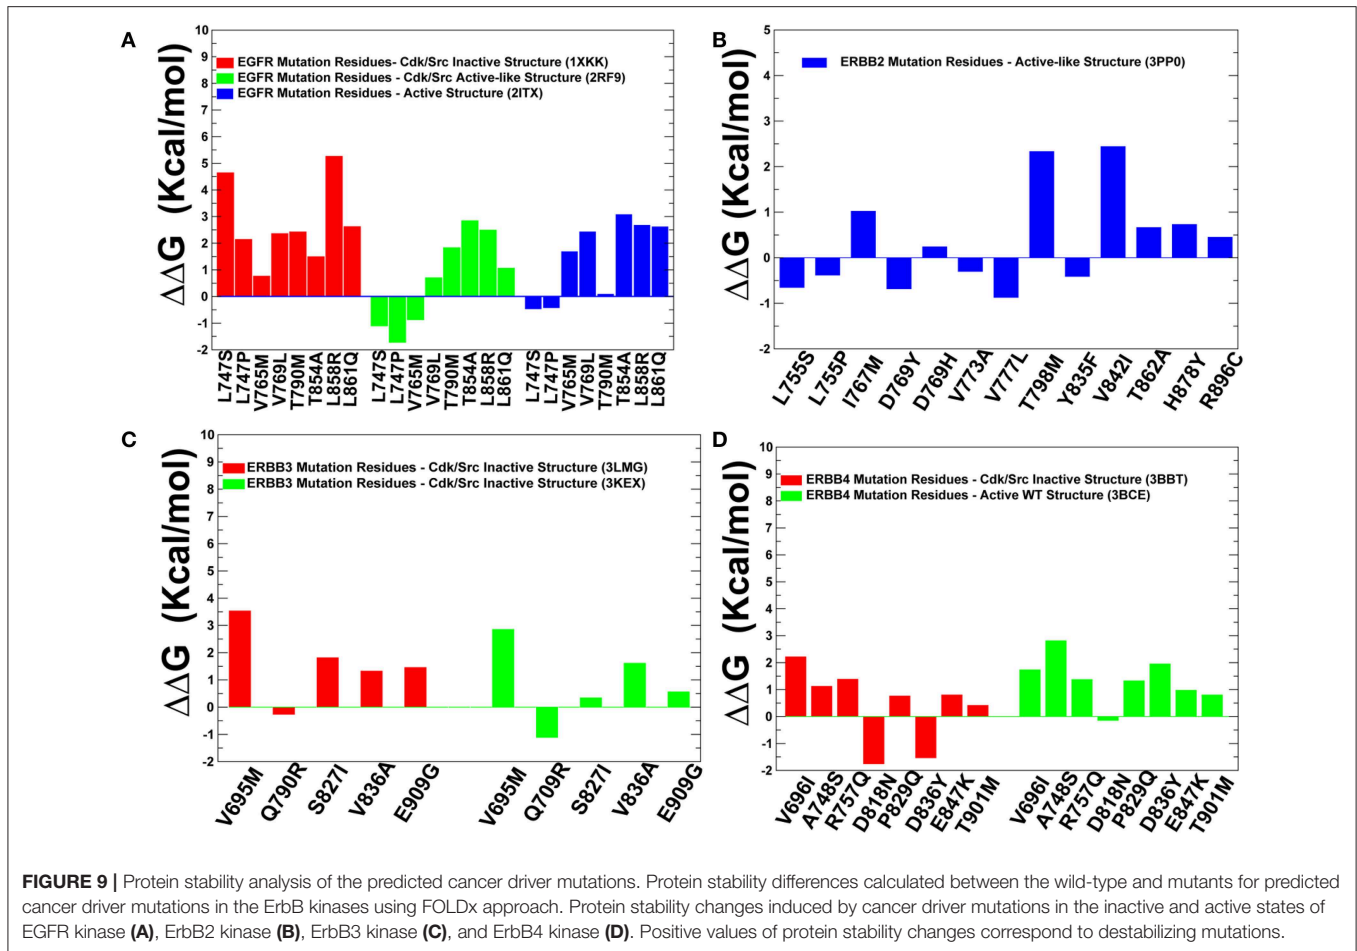 A
ΔΔG (Kcal/mol)
10
9
8
7
6
5
4
3
2
1
0
-1
-2
EGFR Mutation Residues- Cdk/Src Inactive Structure (1XKK)
EGFR Mutation Residues - Cdk/Src Active-like Structure (2RF9)
EGFR Mutation Residues - Active Structure (2ITX)
L747S
L747P
V765M
V769L
T790M
T854A
L858R
L861Q
L747S
L747P
V765M
V769L
T790M
T854A
L858R
L861Q
L747S
L747P
V765M
V769L
T790M
T854A
L858R
L861Q
B
ΔΔG (Kcal/mol)
5
4
3
2
1
0
-1
-2
ERBB2 Mutation Residues - Active-like Structure (3PP0)
L755S
L755P
I767M
D769Y
D769H
V773A
V777L
T798M
Y835F
V842I
T862A
H878Y
R896C
C
ΔΔG (Kcal/mol)
10
9
8
7
6
5
4
3
2
1
0
-1
-2
ERBB3 Mutation Residues - Cdk/Src Inactive Structure (3LMG)
ERBB3 Mutation Residues - Cdk/Src Inactive Structure (3KEX)
V695M
Q790R
S827I
V836A
E909G
V695M
Q709R
S827I
V836A
E909G
D
ΔΔG (Kcal/mol)
10
9
8
7
6
5
4
3
2
1
0
-1
-2
ERBB4 Mutation Residues - Cdk/Src Inactive Structure (3BBT)
ERBB4 Mutation Residues - Active WT Structure (3BCE)
V696I
A748S
R757Q
D818N
P829Q
D836Y
E847K
T901M
V696I
A748S
R757Q
D818N
P829Q
D836Y
E847K
T901M
FIGURE 9 | Protein stability analysis of the predicted cancer driver mutations. Protein stability differences calculated between the wild-type and mutants for predicted
cancer driver mutations in the ErbB kinases using FOLDx approach. Protein stability changes induced by cancer driver mutations in the inactive and active states of
EGFR kinase (A), ErbB2 kinase (B), ErbB3 kinase (C), and ErbB4 kinase (D). Positive values of protein stability changes correspond to destabilizing mutations.